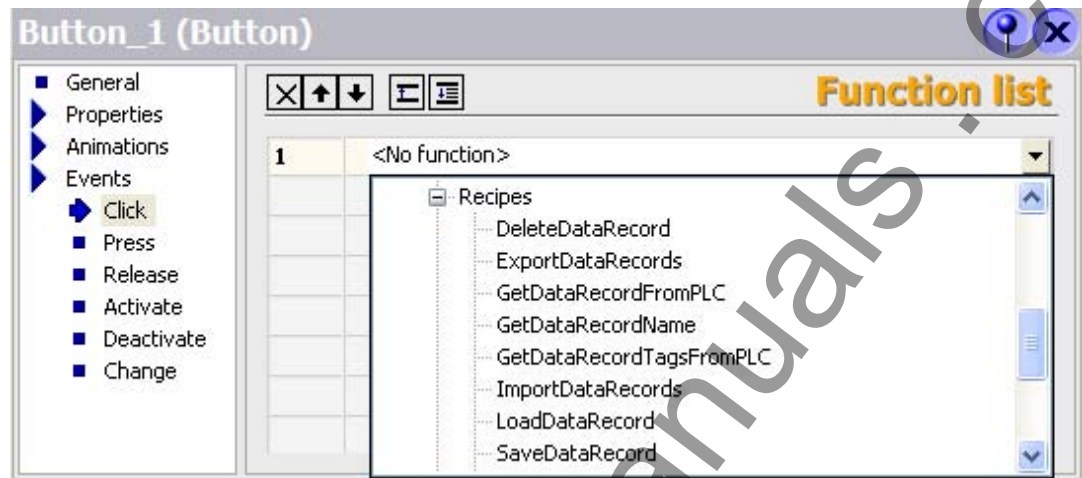 Button_1 (Button)
General
Properties
Animations
Events
Click
Press
Release
Activate
Deactivate
Change
Function list
1 <No function>
Recipes
DeleteDataRecord
ExportDataRecords
GetDataRecordFromPLC
GetDataRecordName
GetDataRecordTagsFromPLC
ImportDataRecords
LoadDataRecord
SaveDataRecord